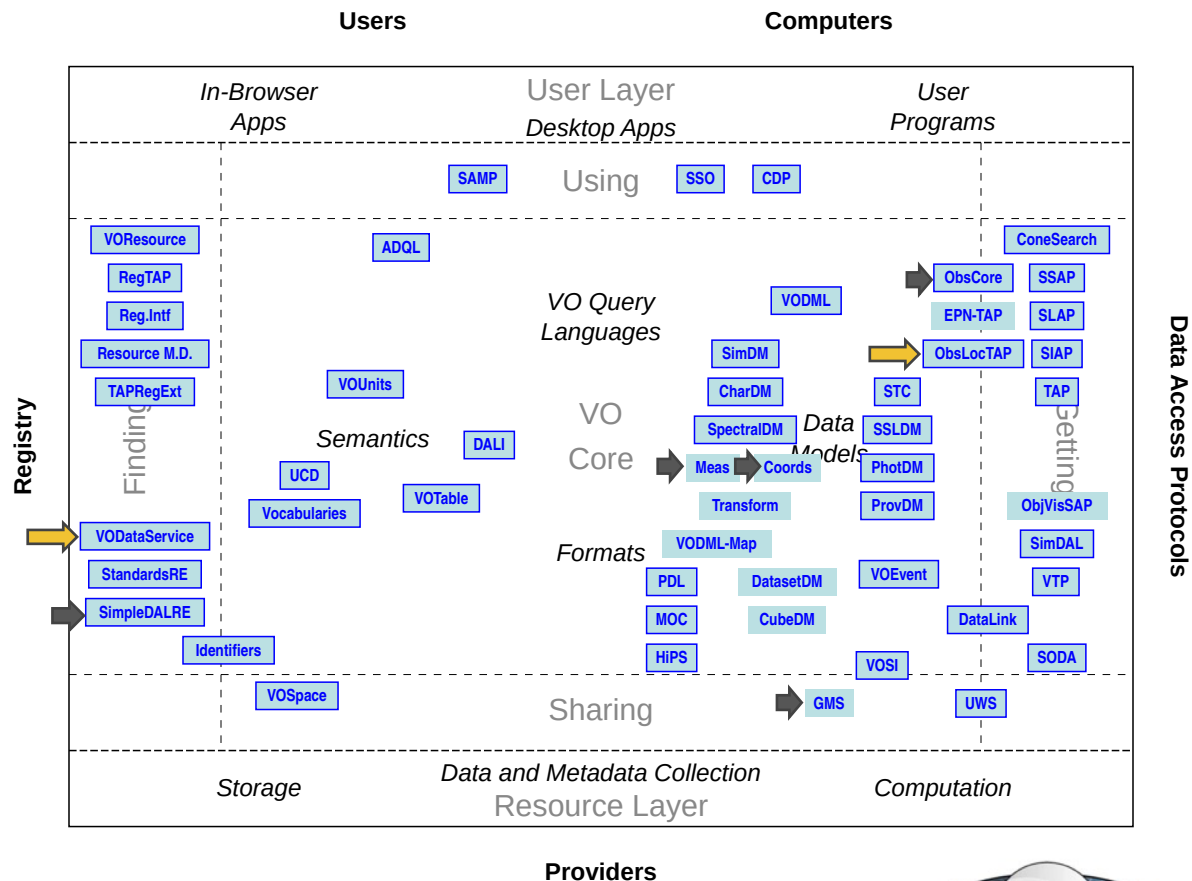 Users
Computers
In-Browser
Apps
User Layer
Desktop Apps
User
Programs
SAMP
Using
SSO
CDP
VOResource
RegTAP
Reg.Intf
Resource M.D.
TAPRegExt
Finding
Registry
VODataService
StandardsRE
SimpleDALRE
Identifiers
ADQL
VOUnits
Semantics
DALI
UCD
Vocabularies
VOTable
VO Query
Languages
VO
Core
Formats
VODML
SimDM
CharDM
SpectralDM
Data
Models
Meas
Coords
Transform
VODML-Map
PDL
DatasetDM
MOC
CubeDM
HiPS
ObsCore
EPN-TAP
ObsLocTAP
STC
SSLDM
PhotDM
ProvDM
VOEvent
DataLink
VOSI
ConeSearch
SSAP
SLAP
SIAP
TAP
Getting
ObjVisSAP
SimDAL
VTP
SODA
Data Access Protocols
VOSpace
Sharing
GMS
UWS
Storage
Data and Metadata Collection
Resource Layer
Computation
Providers